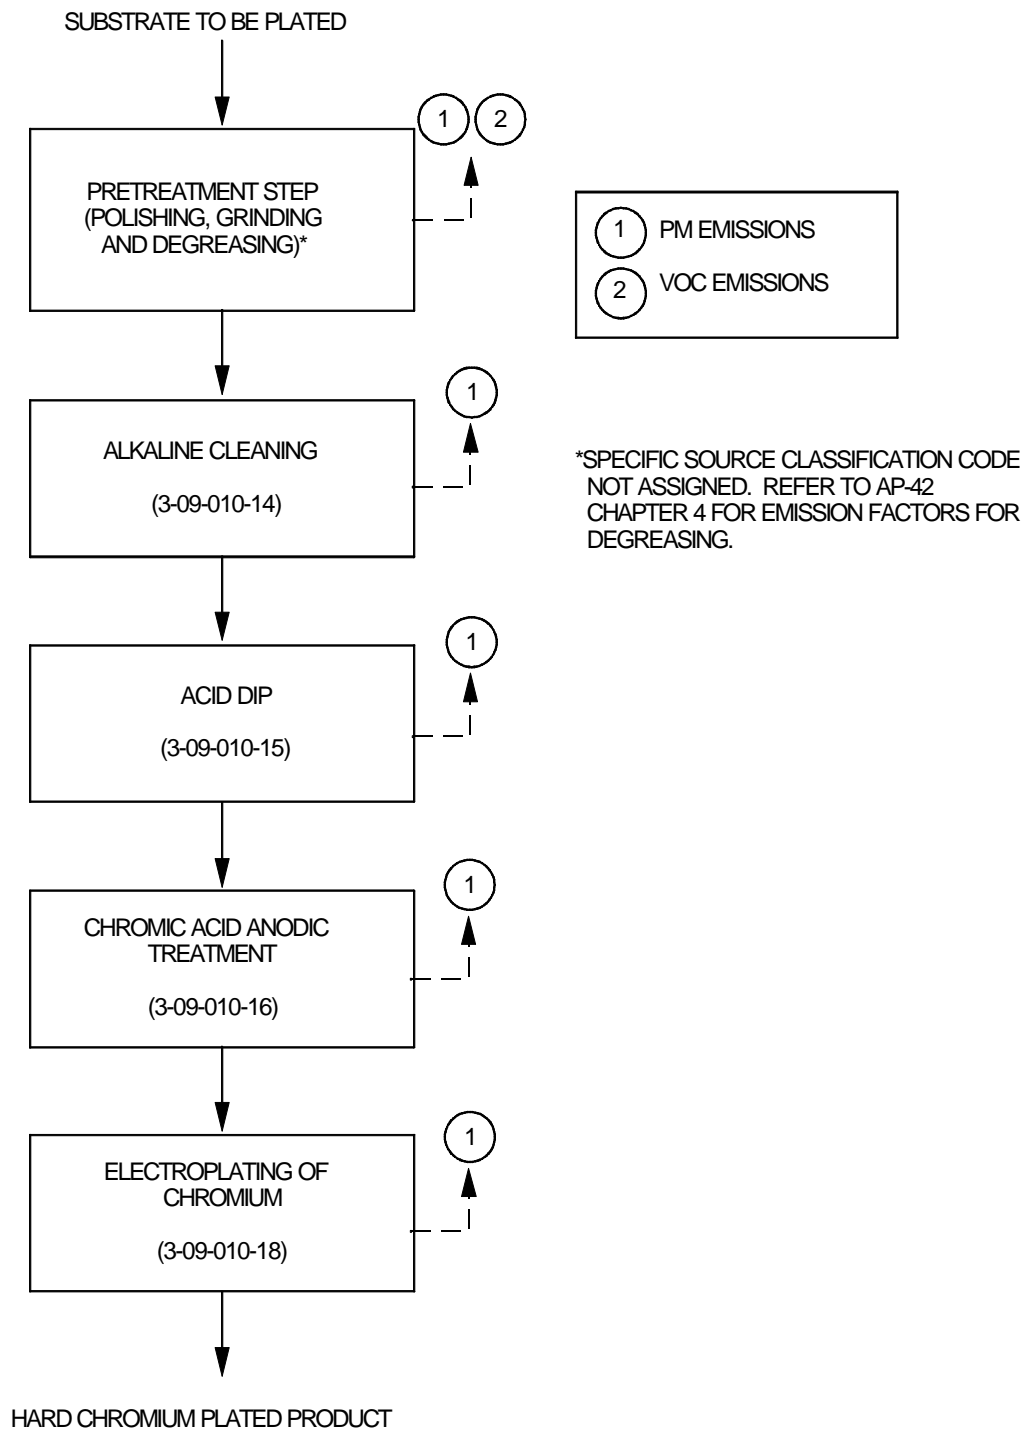 SUBSTRATE TO BE PLATED
1 2
PRETREATMENT STEP
(POLISHING, GRINDING
AND DEGREASING)*
1 PM EMISSIONS
2 VOC EMISSIONS
1
ALKALINE CLEANING
(3-09-010-14)
*SPECIFIC SOURCE CLASSIFICATION CODE
NOT ASSIGNED. REFER TO AP-42
CHAPTER 4 FOR EMISSION FACTORS FOR
DEGREASING.
1
ACID DIP
(3-09-010-15)
1
CHROMIC ACID ANODIC
TREATMENT
(3-09-010-16)
1
ELECTROPLATING OF
CHROMIUM
(3-09-010-18)
HARD CHROMIUM PLATED PRODUCT